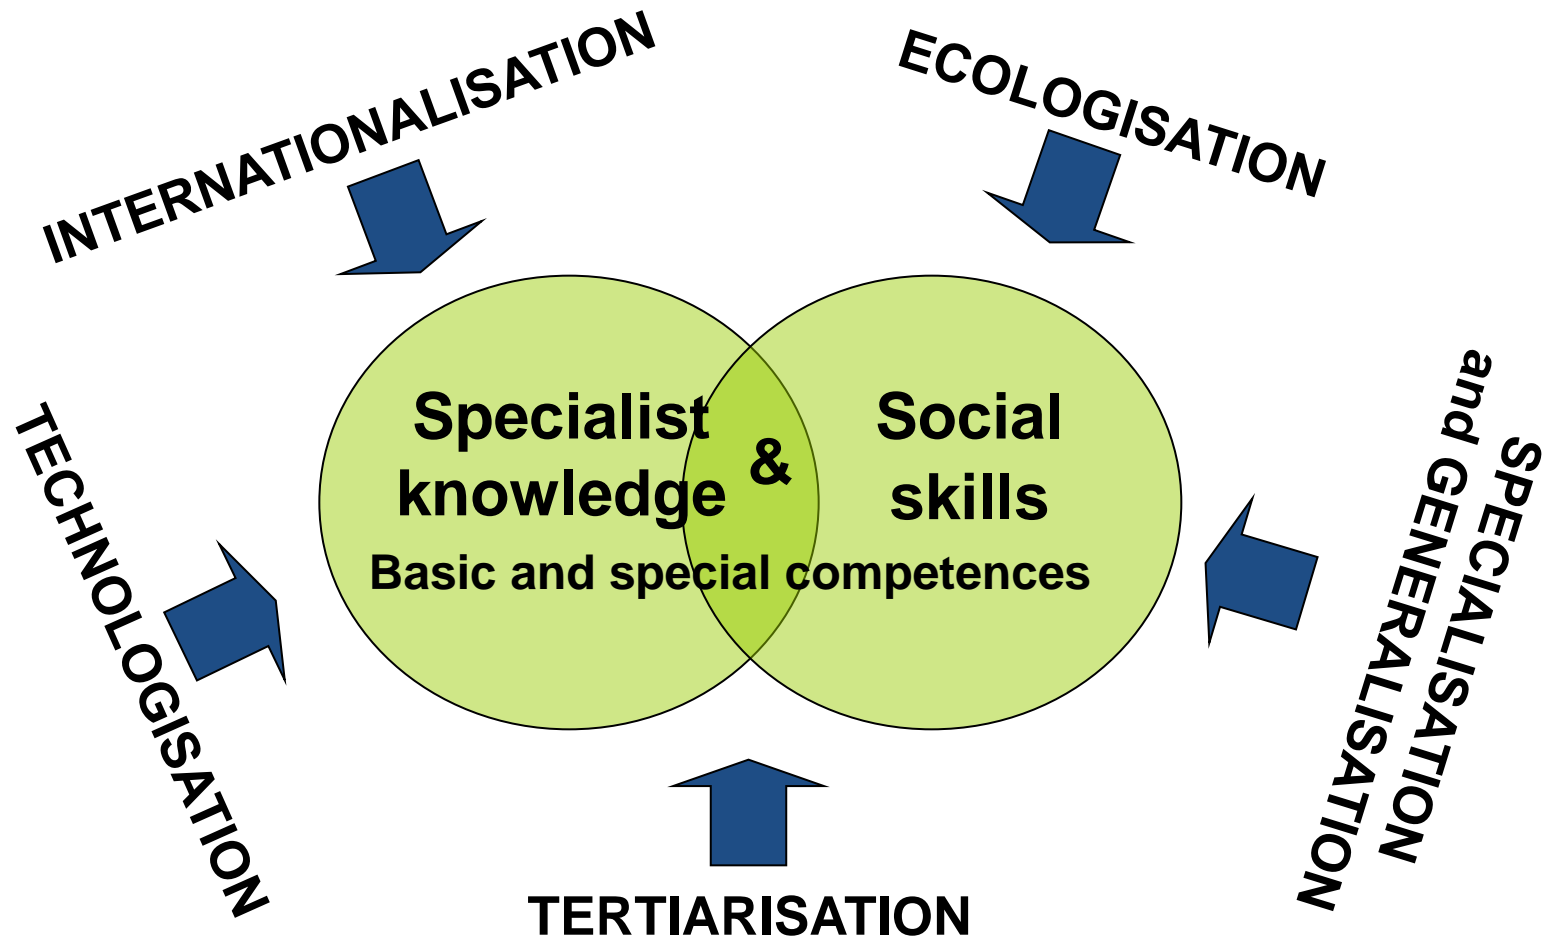 INTERNATIONALISATION
ECOLOGISATION
TECHNOLOGISATION
Specialist
knowledge
&
Social
skills
Basic and special competences
SPECIALISATION
and GENERALISATION
TERTIARISATION